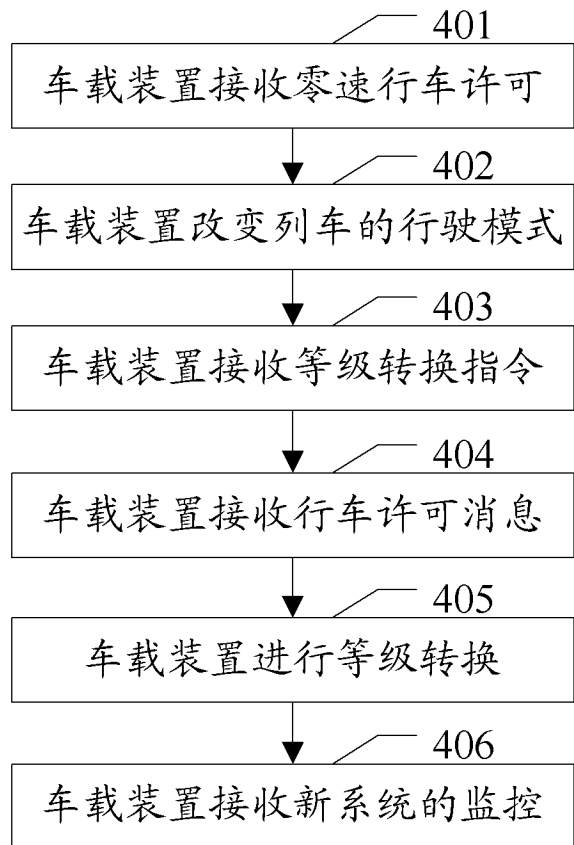 401
车载装置接收零速行车许可
402
车载装置改变列车的行驶模式
403
车载装置接收等级转换指令
404
车载装置接收行车许可消息
405
车载装置进行等级转换
406
车载装置接收新系统的监控